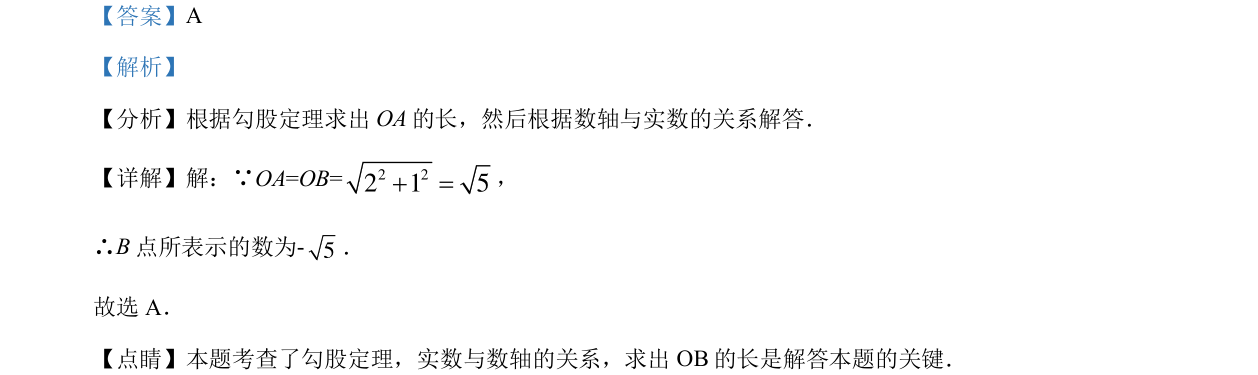 【答案】A
【解析】
【分析】根据勾股定理求出 OA 的长，然后根据数轴与实数的关系解答．
【详解】解：∵OA=OB=√(2²+1²)=√5，
∴B 点所表示的数为-√5．
故选 A．
【点睛】本题考查了勾股定理，实数与数轴的关系，求出 OB 的长是解答本题的关键．